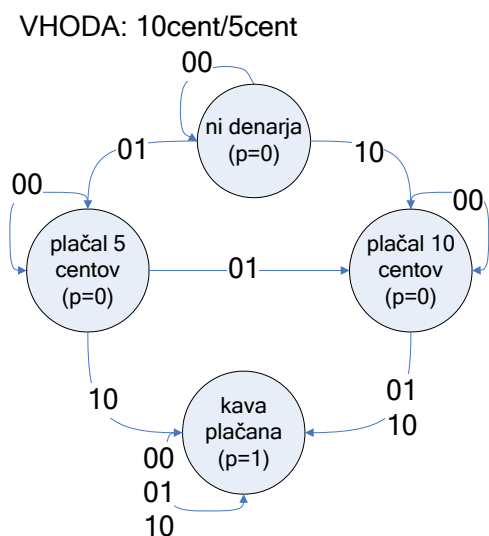 VHODA: 10cent/5cent
00
ni denarja
(p=0)
01
10
00
00
plačal 5
centov
(p=0)
01
plačal 10
centov
(p=0)
10
01
10
kava
plačana
(p=1)
00
01
10